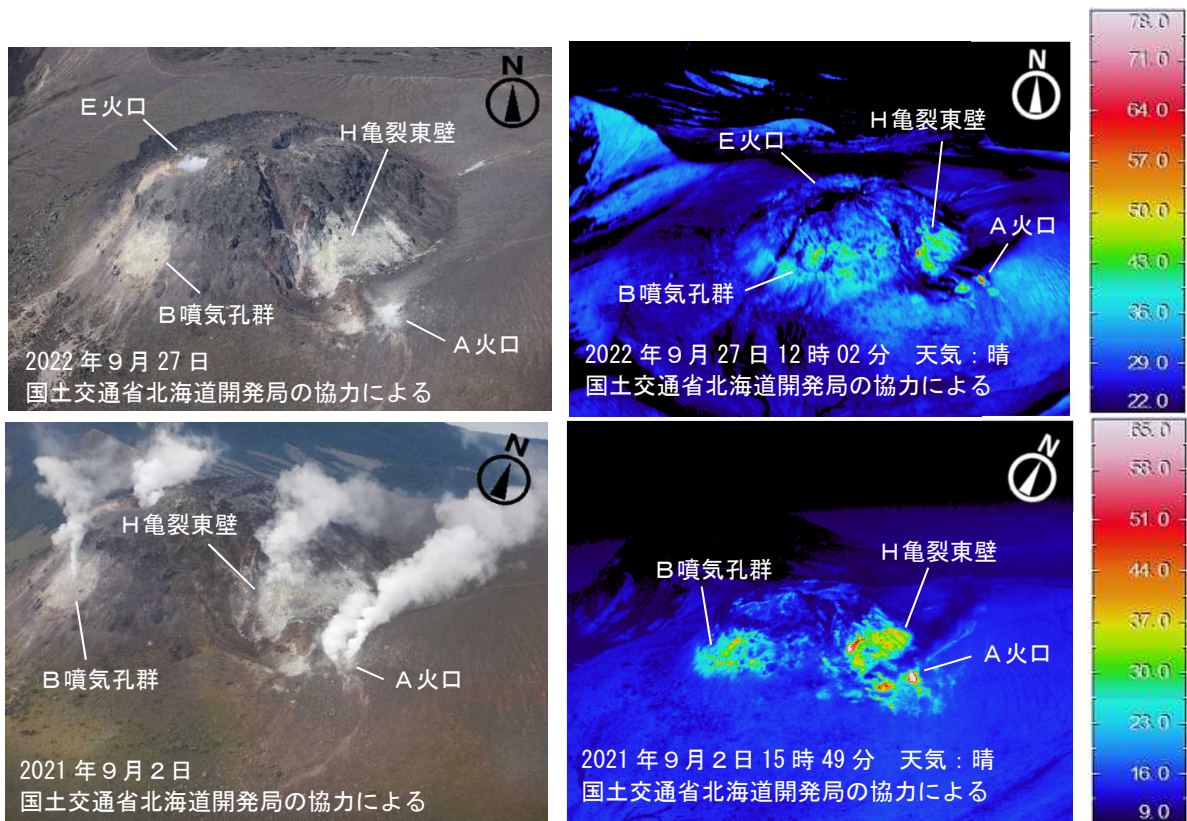 N
E火口
H亀裂東壁
B噴気孔群
A火口
2022年9月27日
国土交通省北海道開発局の協力による
N
H亀裂東壁
E火口
A火口
B噴気孔群
2022年9月27日12時02分 天気:晴
国土交通省北海道開発局の協力による
78.0
71.0
64.0
57.0
50.0
43.0
36.0
29.0
22.0
N
H亀裂東壁
B噴気孔群
A火口
2021年9月2日
国土交通省北海道開発局の協力による
N
H亀裂東壁
B噴気孔群
A火口
2021年9月2日15時49分 天気:晴
国土交通省北海道開発局の協力による
65.0
58.0
51.0
44.0
37.0
30.0
23.0
16.0
9.0